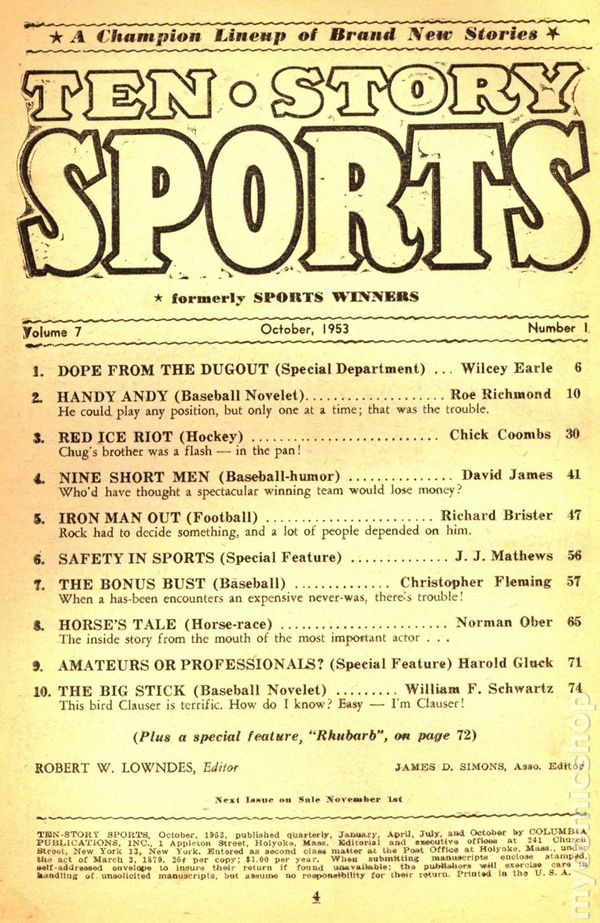 ★ A Champion Lineup of Brand New Stories ★
TEN • STORY
SPORTS
★ formerly SPORTS WINNERS
Volume 7 October, 1953 Number 1
1. DOPE FROM THE DUGOUT (Special Department) ... Wilcey Earle 6
2. HANDY ANDY (Baseball Novelet).................. Roe Richmond 10
He could play any position, but only one at a time; that was the trouble.
3. RED ICE RIOT (Hockey) ........................ Chick Coombs 30
Chug's brother was a flash — in the pan!
4. NINE SHORT MEN (Baseball-humor) .............. David James 41
Who'd have thought a spectacular winning team would lose money?
5. IRON MAN OUT (Football) ...................... Richard Brister 47
Rock had to decide something, and a lot of people depended on him.
6. SAFETY IN SPORTS (Special Feature) ............. J. J. Mathews 56
7. THE BONUS BUST (Baseball) ............ Christopher Fleming 57
When a has-been encounters an expensive never-was, there's trouble!
8. HORSE'S TALE (Horse-race) ..................... Norman Ober 65
The inside story from the mouth of the most important actor . . .
9. AMATEURS OR PROFESSIONALS? (Special Feature) Harold Gluck 71
10. THE BIG STICK (Baseball Novelet) ......... William F. Schwartz 74
This bird Clauser is terrific. How do I know? Easy — I'm Clauser!
(Plus a special feature, "Rhubarb", on page 72)
ROBERT W. LOWNDES, Editor JAMES D. SIMONS, Asso. Editor
Next Issue on Sale November 1st
TEN-STORY SPORTS, October, 1953, published quarterly, January, April, July, and October by COLUMBIA
PUBLICATIONS, INC., 1 Appleton Street, Holyoke, Mass. Editorial and executive offices at 241 Church
Street, New York 13, New York. Entered as second class matter at the Post Office at Holyoke, Mass., under
the act of March 3, 1879. 25¢ per copy; $1.00 per year. When submitting manuscripts enclose stamped,
self-addressed envelope to insure their return if found unavailable; the publishers will exercise care in
handling of unsolicited manuscripts, but assume no responsibility for their return. Printed in the U. S. A.
4
mycomicshop